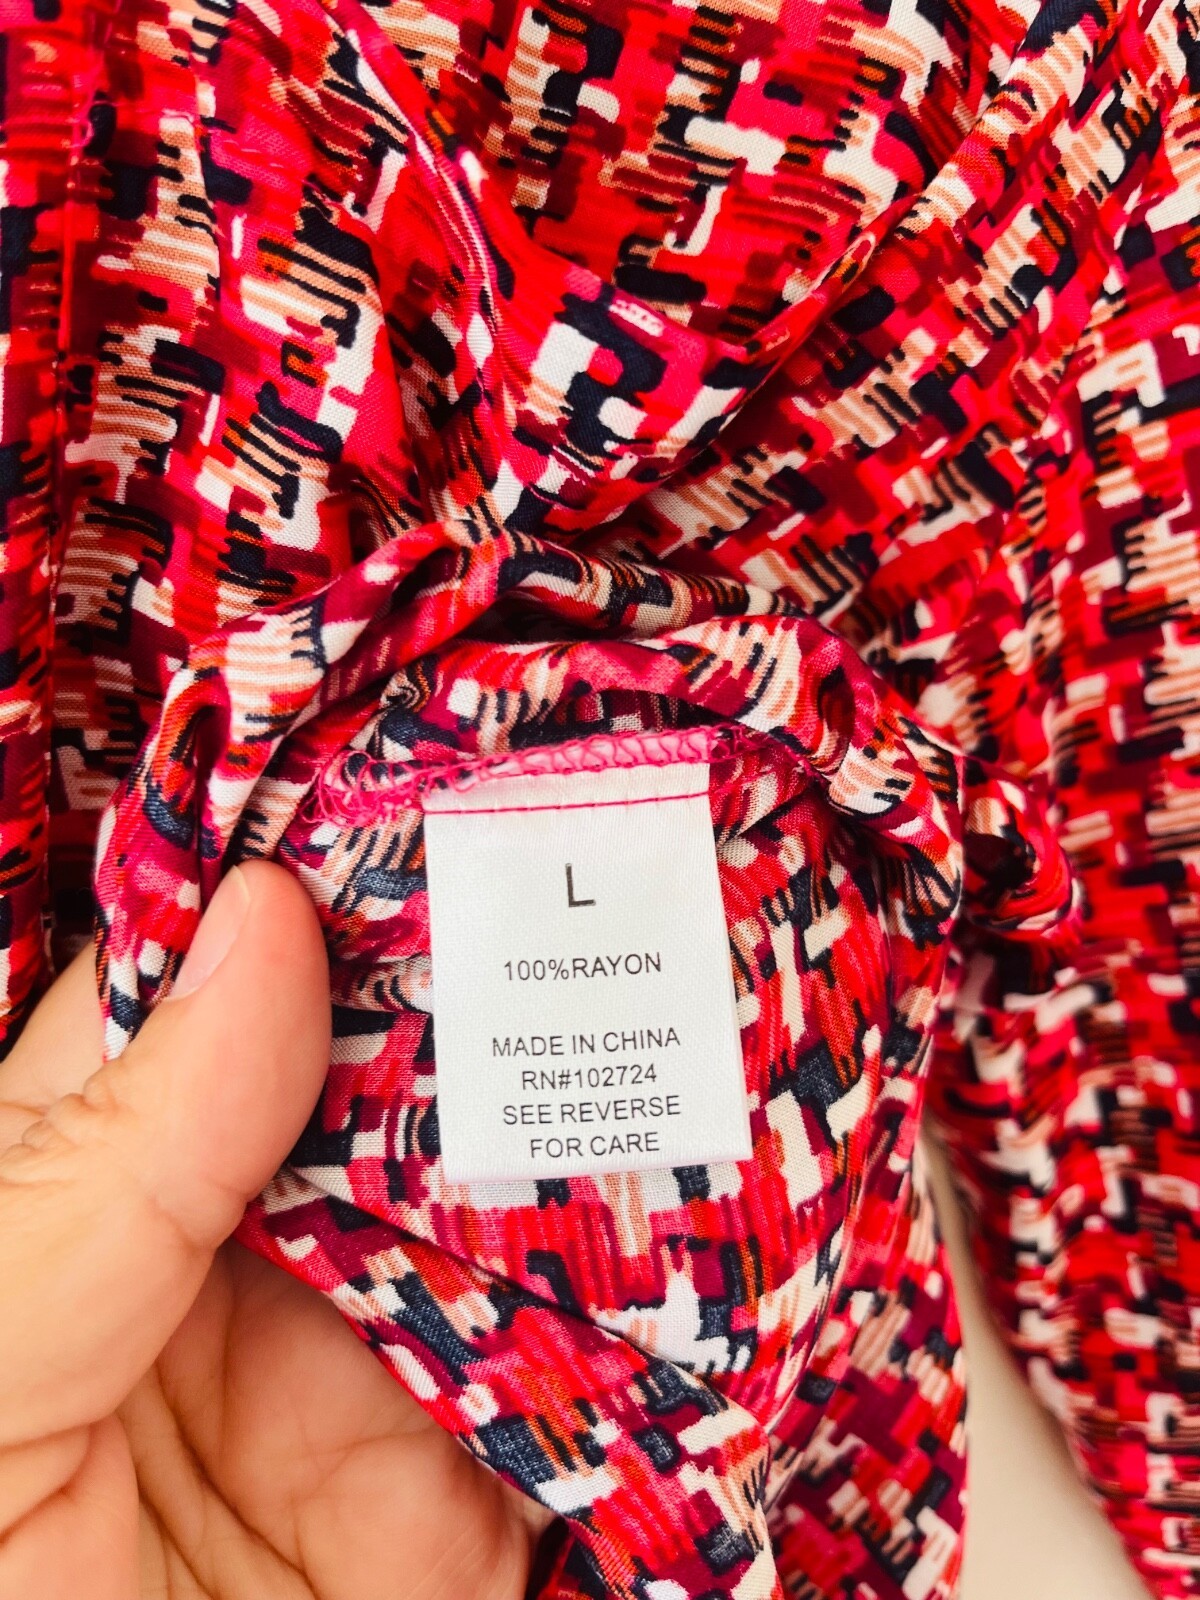 L
100%RAYON
MADE IN CHINA
RN#102724
SEE REVERSE
FOR CARE